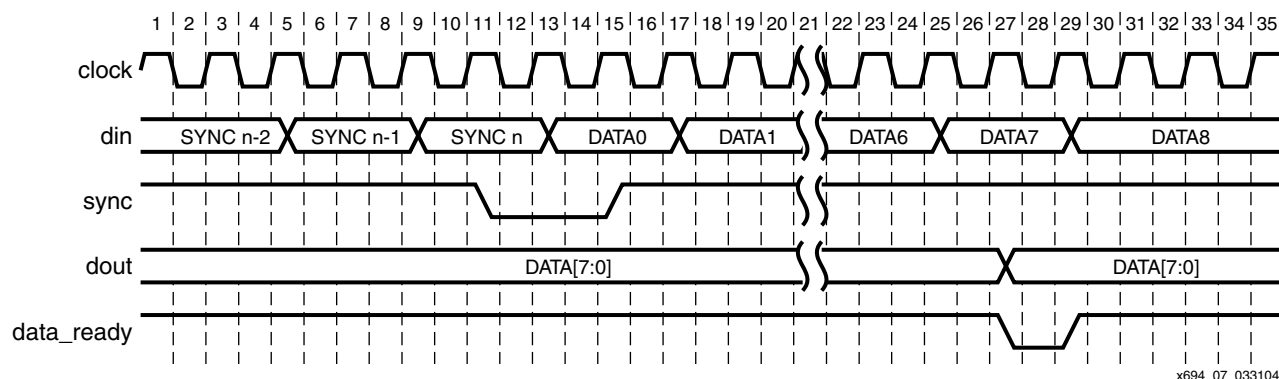 1 2 3 4 5 6 7 8 9 10 11 12 13 14 15 16 17 18 19 20 21 22 23 24 25 26 27 28 29 30 31 32 33 34 35
clock
din SYNC n-2 SYNC n-1 SYNC n DATA0 DATA1 DATA6 DATA7 DATA8
sync
dout DATA[7:0] DATA[7:0]
data_ready
x694_07_033104